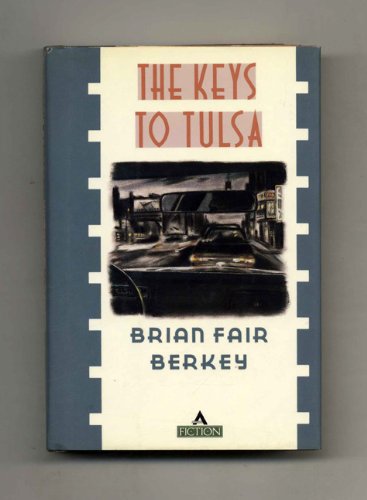 THE KEYS
TO TULSA
BRIAN FAIR
BERKEY
FICTION